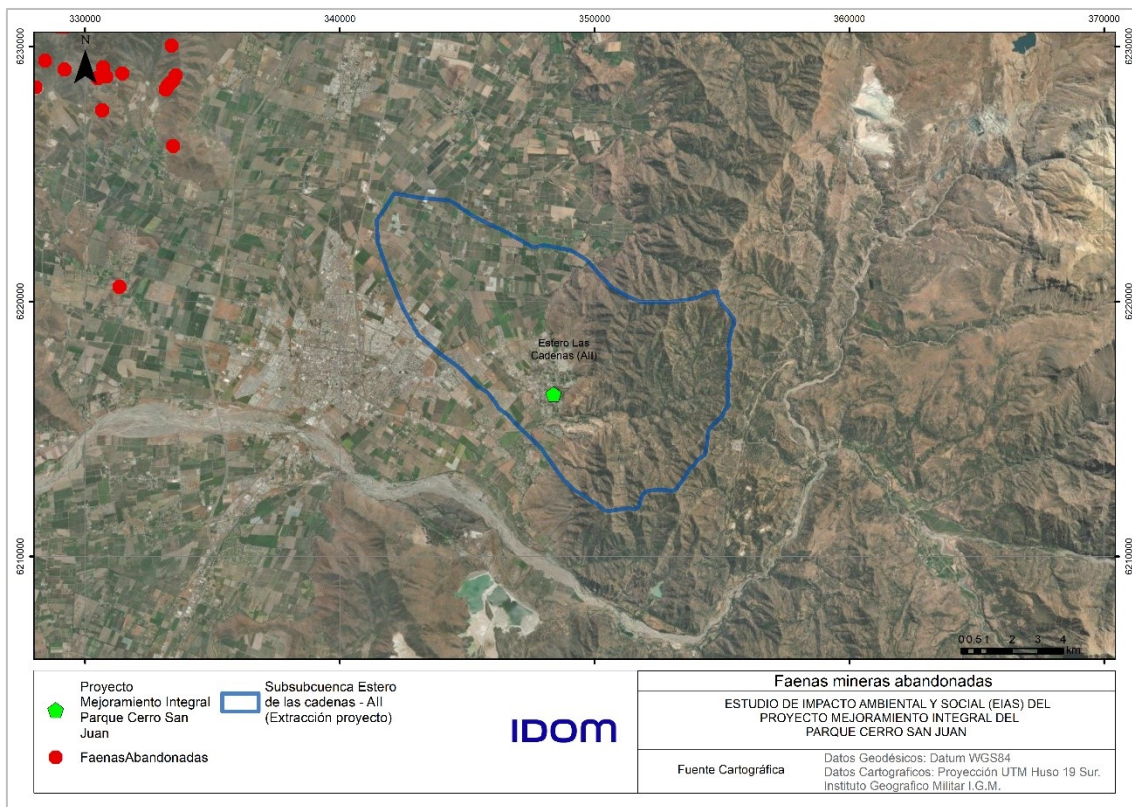 330000
340000
350000
360000
370000
6230000
6230000
N
6220000
6220000
Estero Las
Cadenas (AII)
6210000
6210000
0 0.5 1 2 3 4
km
Proyecto
Mejoramiento Integral
Parque Cerro San
Juan
FaenasAbandonadas
Subsubcuenca Estero
de las cadenas - AII
(Extracción proyecto)
IDOM
Faenas mineras abandonadas
ESTUDIO DE IMPACTO AMBIENTAL Y SOCIAL (EIAS) DEL
PROYECTO MEJORAMIENTO INTEGRAL DEL
PARQUE CERRO SAN JUAN
Fuente Cartográfica
Datos Geodésicos: Datum WGS84
Datos Cartograficos: Proyección UTM Huso 19 Sur.
Instituto Geografico Militar I.G.M.